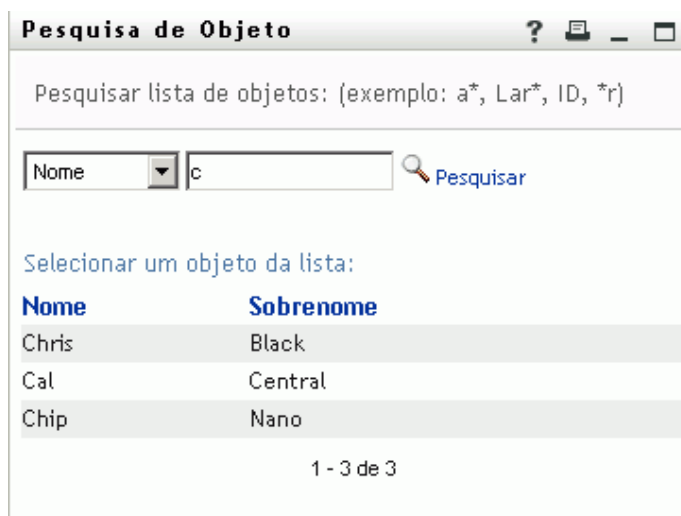 Pesquisa de Objeto ?
Pesquisar lista de objetos: (exemplo: a*, Lar*, ID, *r)
Nome c Pesquisar
Selecionar um objeto da lista:
Nome Sobrenome
Chris Black
Cal Central
Chip Nano
1 - 3 de 3